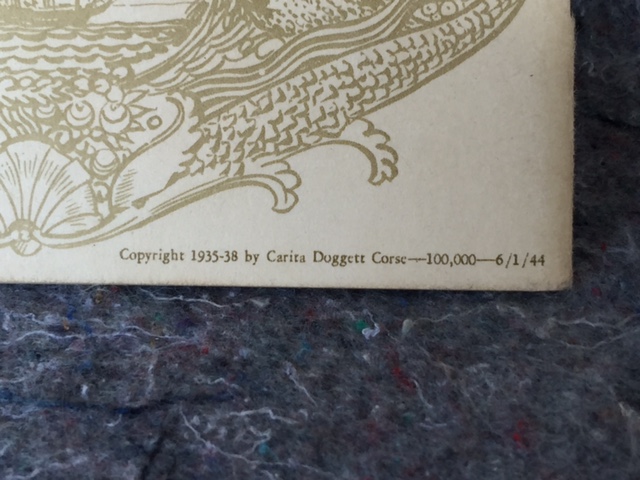 Copyright 1935-38 by Carita Doggett Corse—100,000—6/1/44